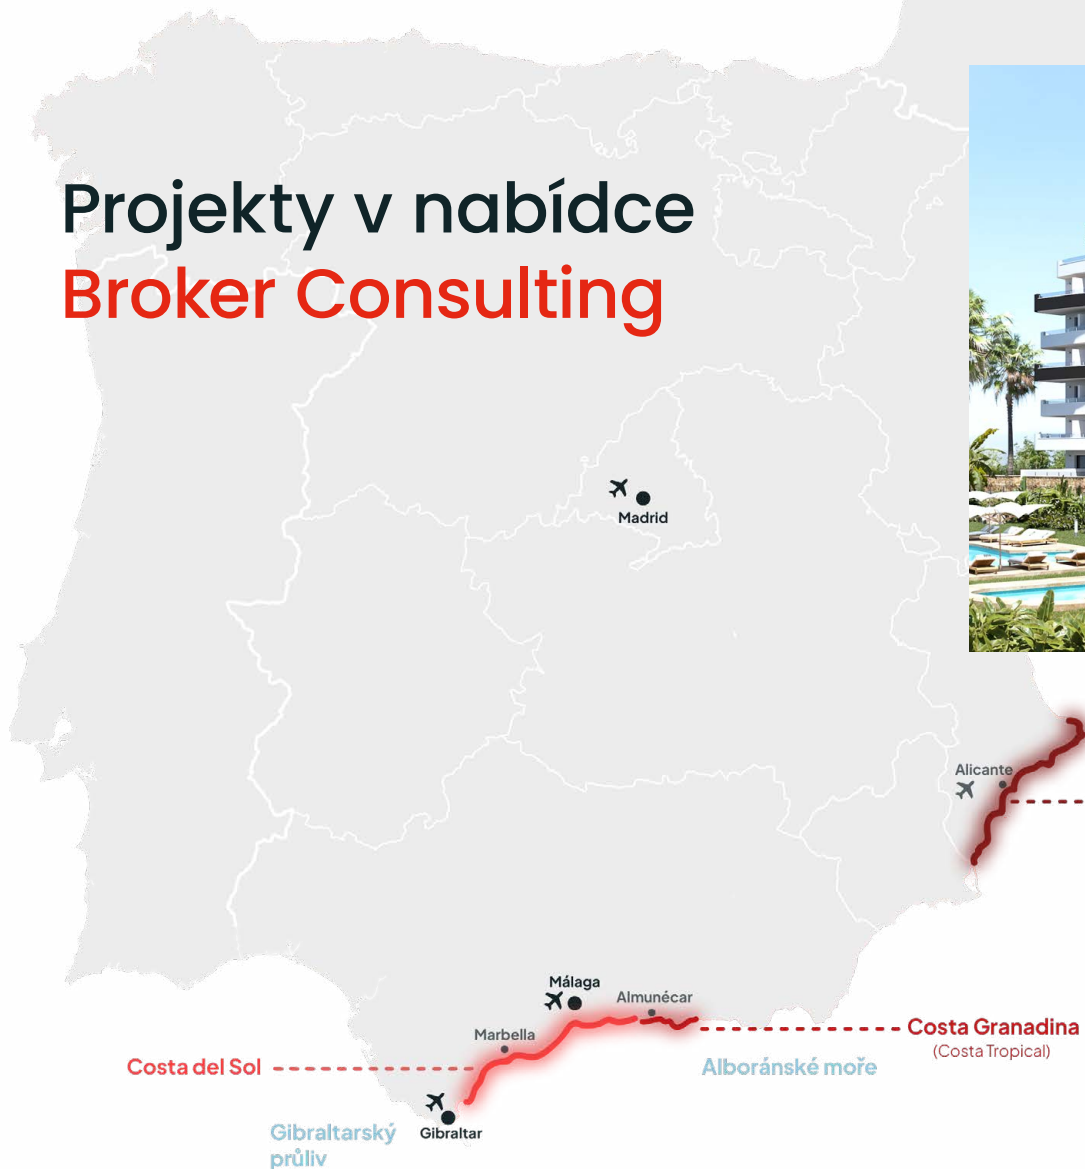 Projekty v nabídce
Broker Consulting
Madrid
Alicante
Málaga
Almunécar
Marbella
Costa Granadina
(Costa Tropical)
Costa del Sol
Alboránské moře
Gibraltarský
průliv
Gibraltar